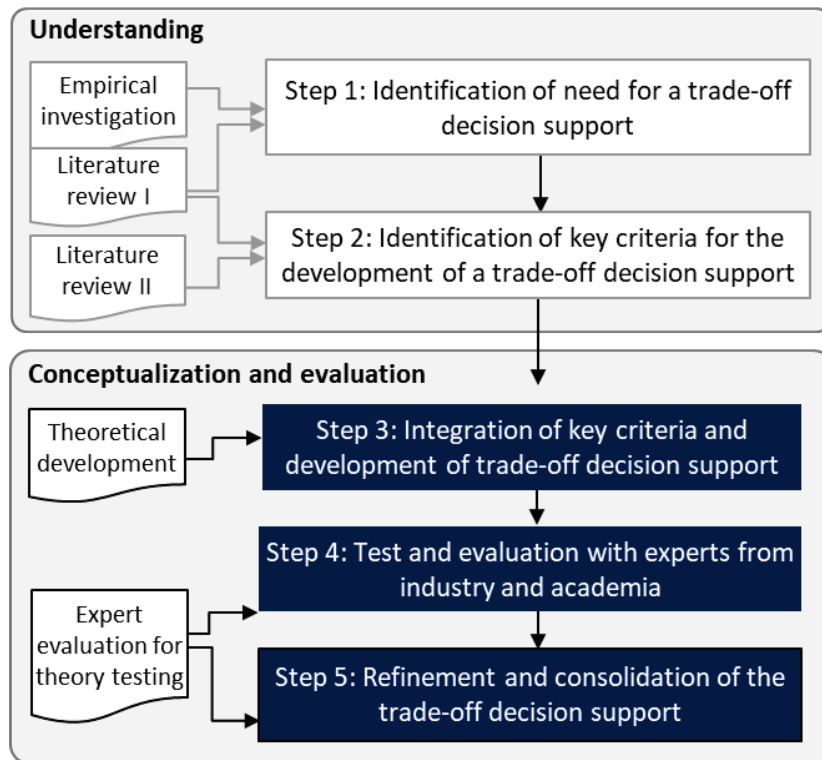 Understanding
Empirical
investigation
Literature
review I
Literature
review II
Step 1: Identification of need for a trade-off
decision support
Step 2: Identification of key criteria for the
development of a trade-off decision support
Conceptualization and evaluation
Theoretical
development
Step 3: Integration of key criteria and
development of trade-off decision support
Step 4: Test and evaluation with experts from
industry and academia
Expert
evaluation for
theory testing
Step 5: Refinement and consolidation of the
trade-off decision support